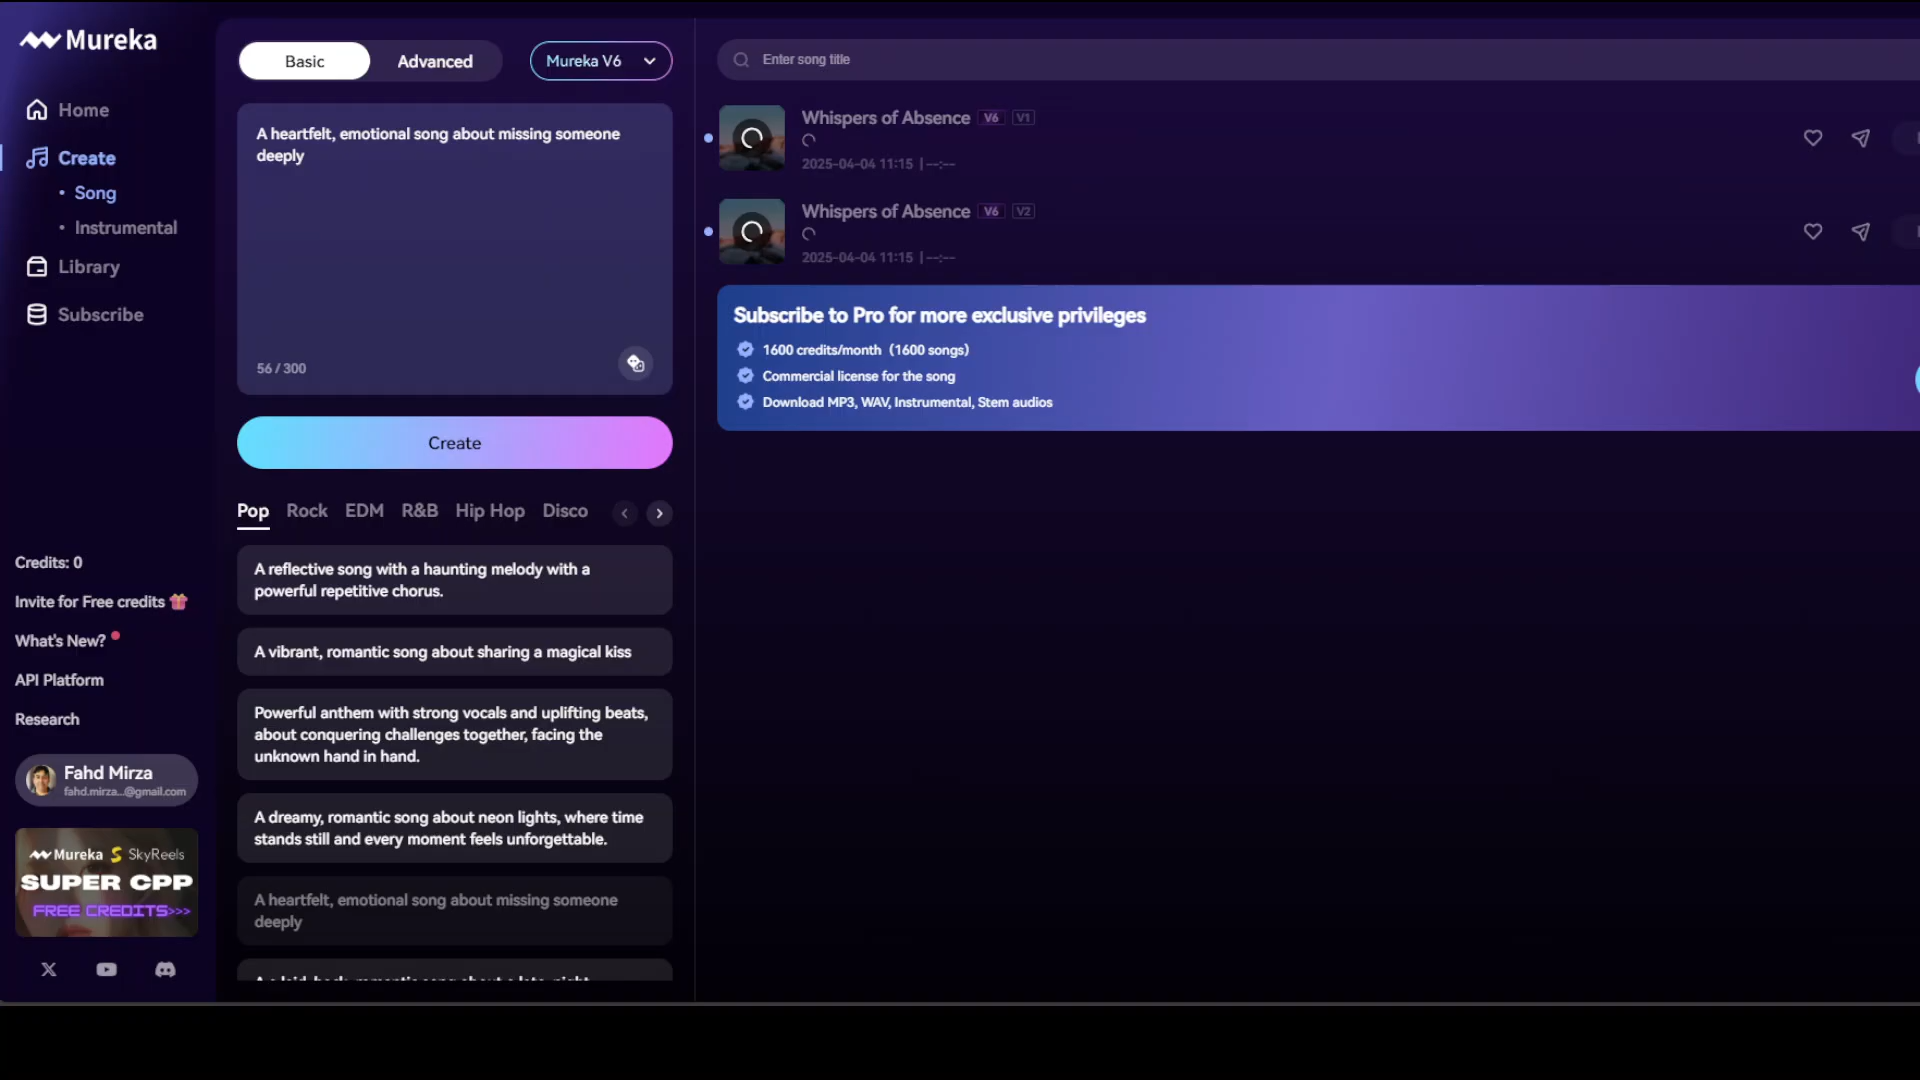 Mureka
Home
Create
• Song
• Instrumental
Library
Subscribe
Credits: 0
Invite for Free credits
What's New?
API Platform
Research
Fahd Mirza
fahd.mirza...@gmail.com
Mureka SkyReels
SUPER CPP
FREE CREDITS>>>
Basic
Advanced
Mureka V6
A heartfelt, emotional song about missing someone
deeply
56 / 300
Create
Pop Rock EDM R&B Hip Hop Disco
A reflective song with a haunting melody with a
powerful repetitive chorus.
A vibrant, romantic song about sharing a magical kiss
Powerful anthem with strong vocals and uplifting beats,
about conquering challenges together, facing the
unknown hand in hand.
A dreamy, romantic song about neon lights, where time
stands still and every moment feels unforgettable.
A heartfelt, emotional song about missing someone
deeply
Enter song title
Whispers of Absence V6 V1
2025-04-04 11:15 | --:--
Whispers of Absence V6 V2
2025-04-04 11:15 | --:--
Subscribe to Pro for more exclusive privileges
1600 credits/month (1600 songs)
Commercial license for the song
Download MP3, WAV, Instrumental, Stem audios